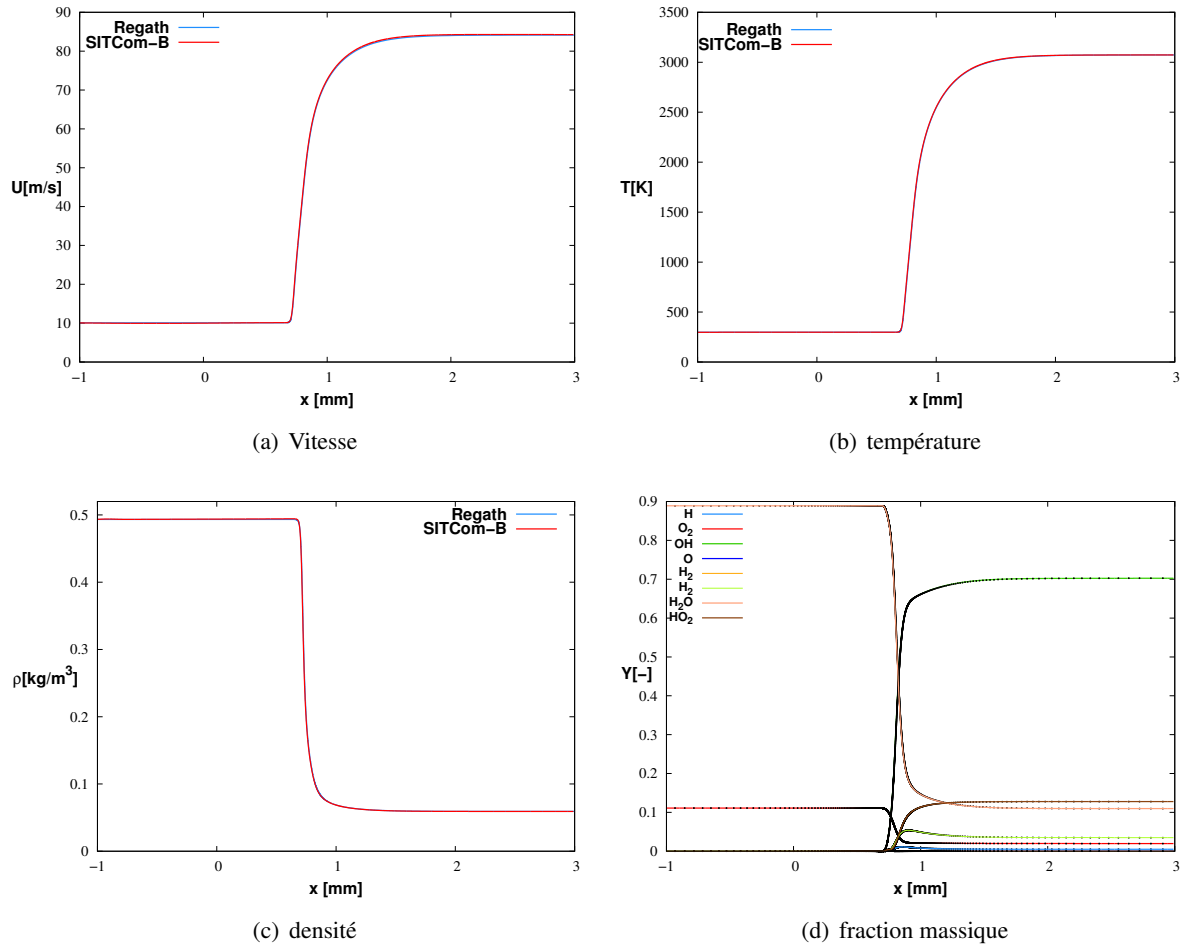 Regath
SITCom-B
90
80
70
60
50
40
30
20
10
0
U[m/s]
-1 0 1 2 3
x [mm]
(a) Vitesse
Regath
SITCom-B
3500
3000
2500
2000
1500
1000
500
0
T[K]
-1 0 1 2 3
x [mm]
(b) température
Regath
SITCom-B
0.5
0.4
0.3
0.2
0.1
0
ρ[kg/m³]
-1 0 1 2 3
x [mm]
(c) densité
H
O₂
OH
O
H₂
H₂
H₂O
HO₂
0.9
0.8
0.7
0.6
0.5
0.4
0.3
0.2
0.1
0
Y[-]
-1 0 1 2 3
x [mm]
(d) fraction massique